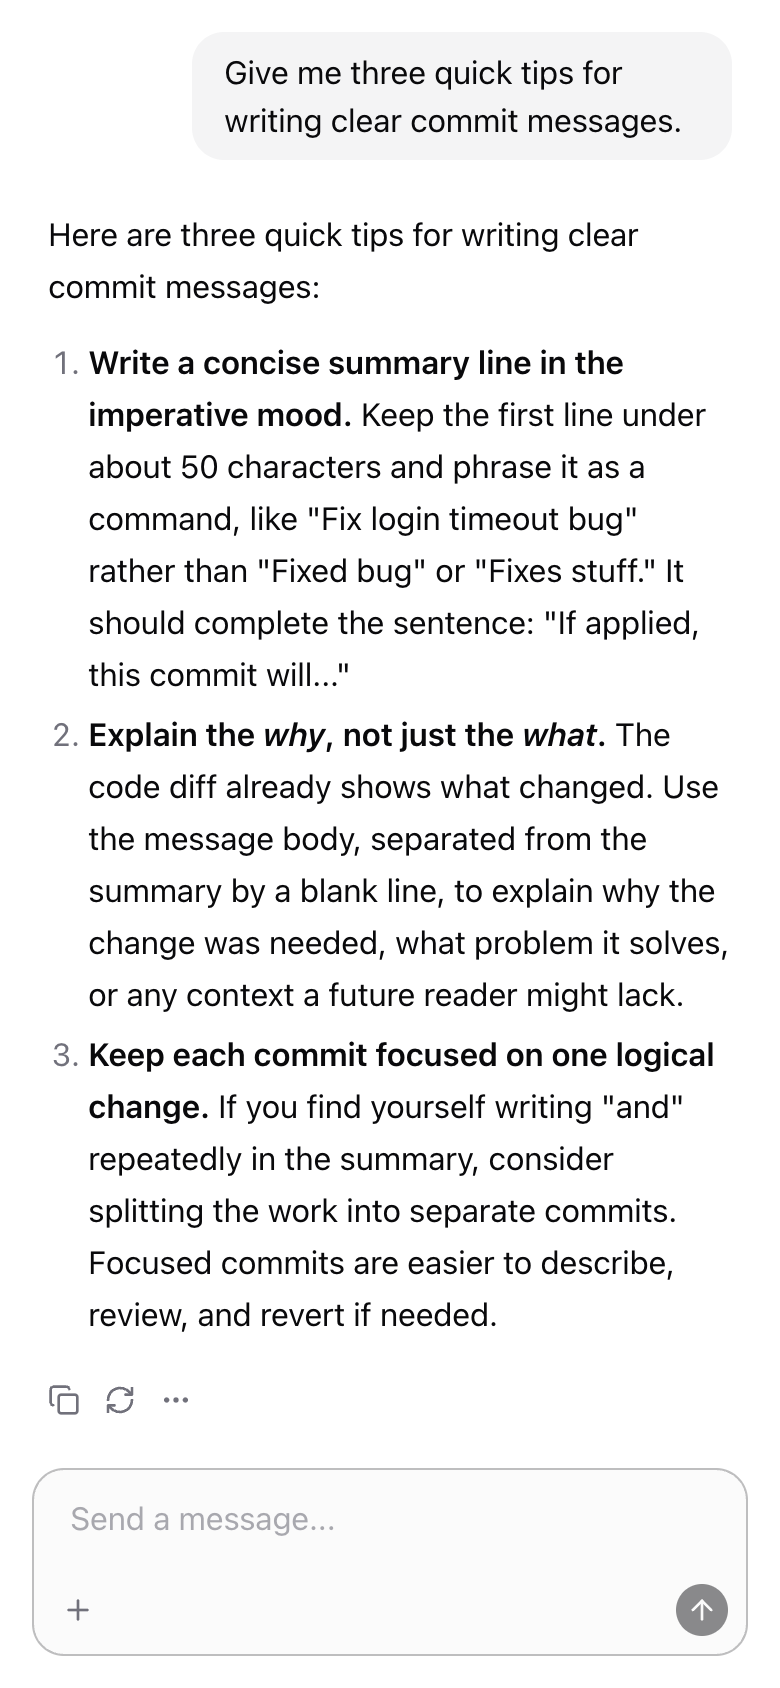 Give me three quick tips for
writing clear commit messages.
Here are three quick tips for writing clear
commit messages:
1. Write a concise summary line in the
imperative mood. Keep the first line under
about 50 characters and phrase it as a
command, like "Fix login timeout bug"
rather than "Fixed bug" or "Fixes stuff." It
should complete the sentence: "If applied,
this commit will..."
2. Explain the why, not just the what. The
code diff already shows what changed. Use
the message body, separated from the
summary by a blank line, to explain why the
change was needed, what problem it solves,
or any context a future reader might lack.
3. Keep each commit focused on one logical
change. If you find yourself writing "and"
repeatedly in the summary, consider
splitting the work into separate commits.
Focused commits are easier to describe,
review, and revert if needed.
Send a message...